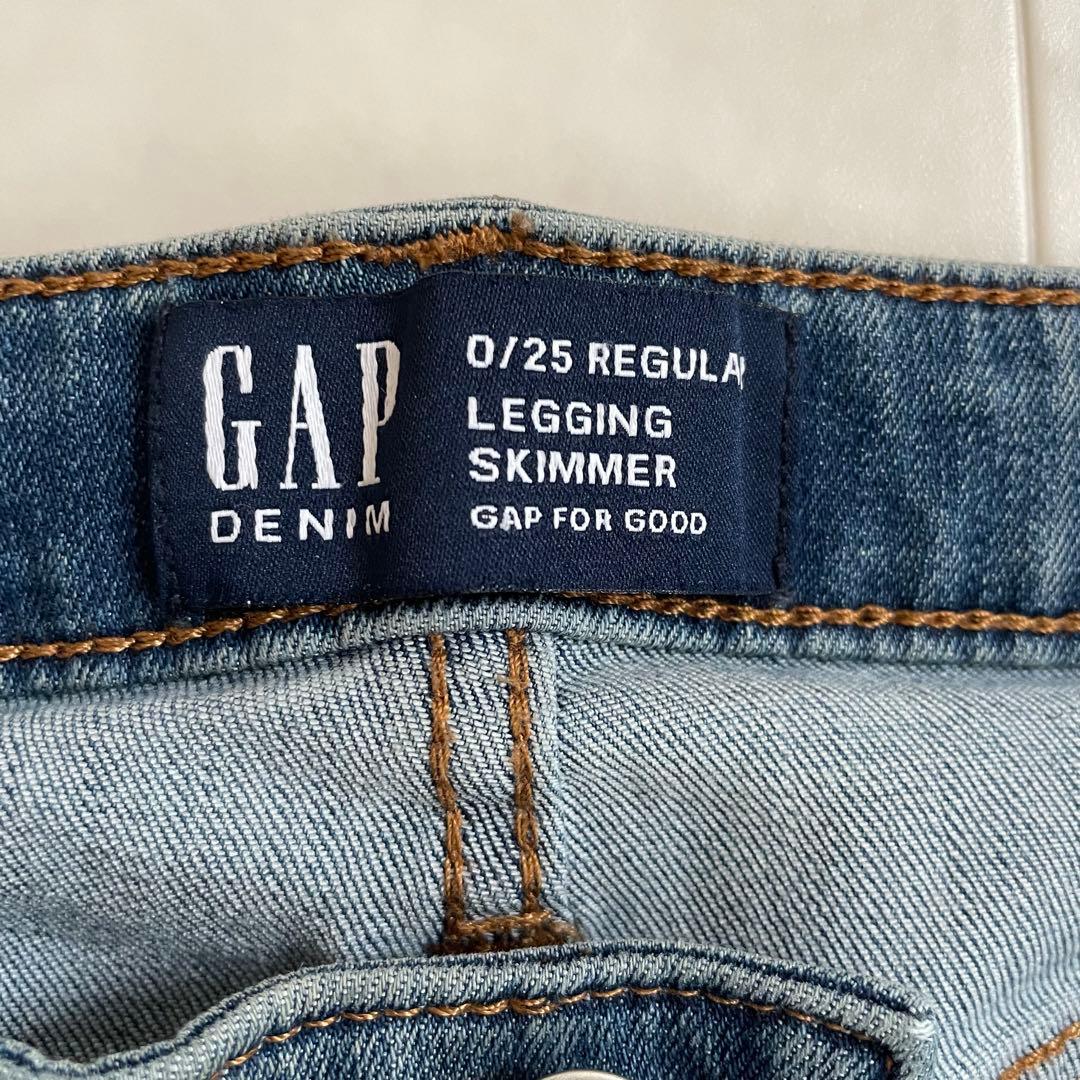 GAP
DENIM
0/25 REGULAR
LEGGING
SKIMMER
GAP FOR GOOD